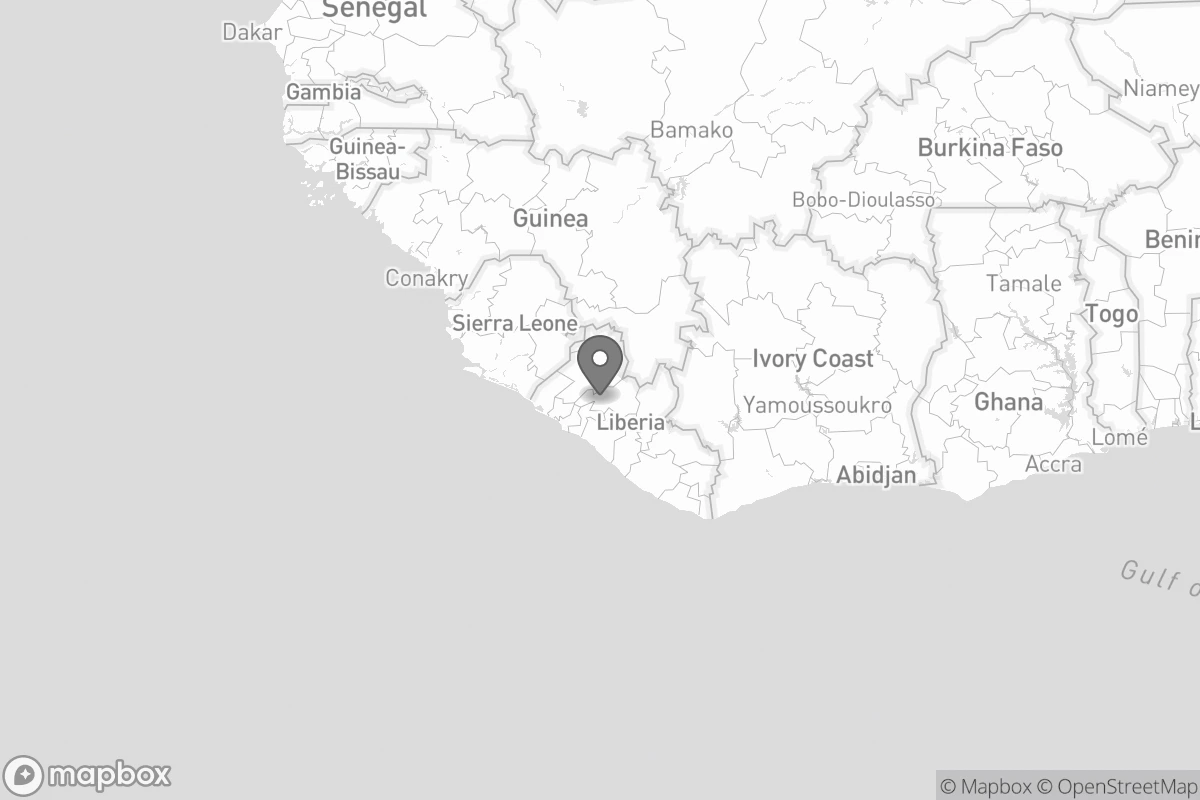 Senegal
Dakar
Gambia
Niamey
Bamako
Guinea-
Bissau
Burkina Faso
Bobo-Dioulasso
Guinea
Benin
Conakry
Tamale
Togo
Sierra Leone
Ivory Coast
Yamoussoukro
Ghana
Liberia
Lomé
L
Accra
Abidjan
Gulf o
mapbox
© Mapbox © OpenStreetMap